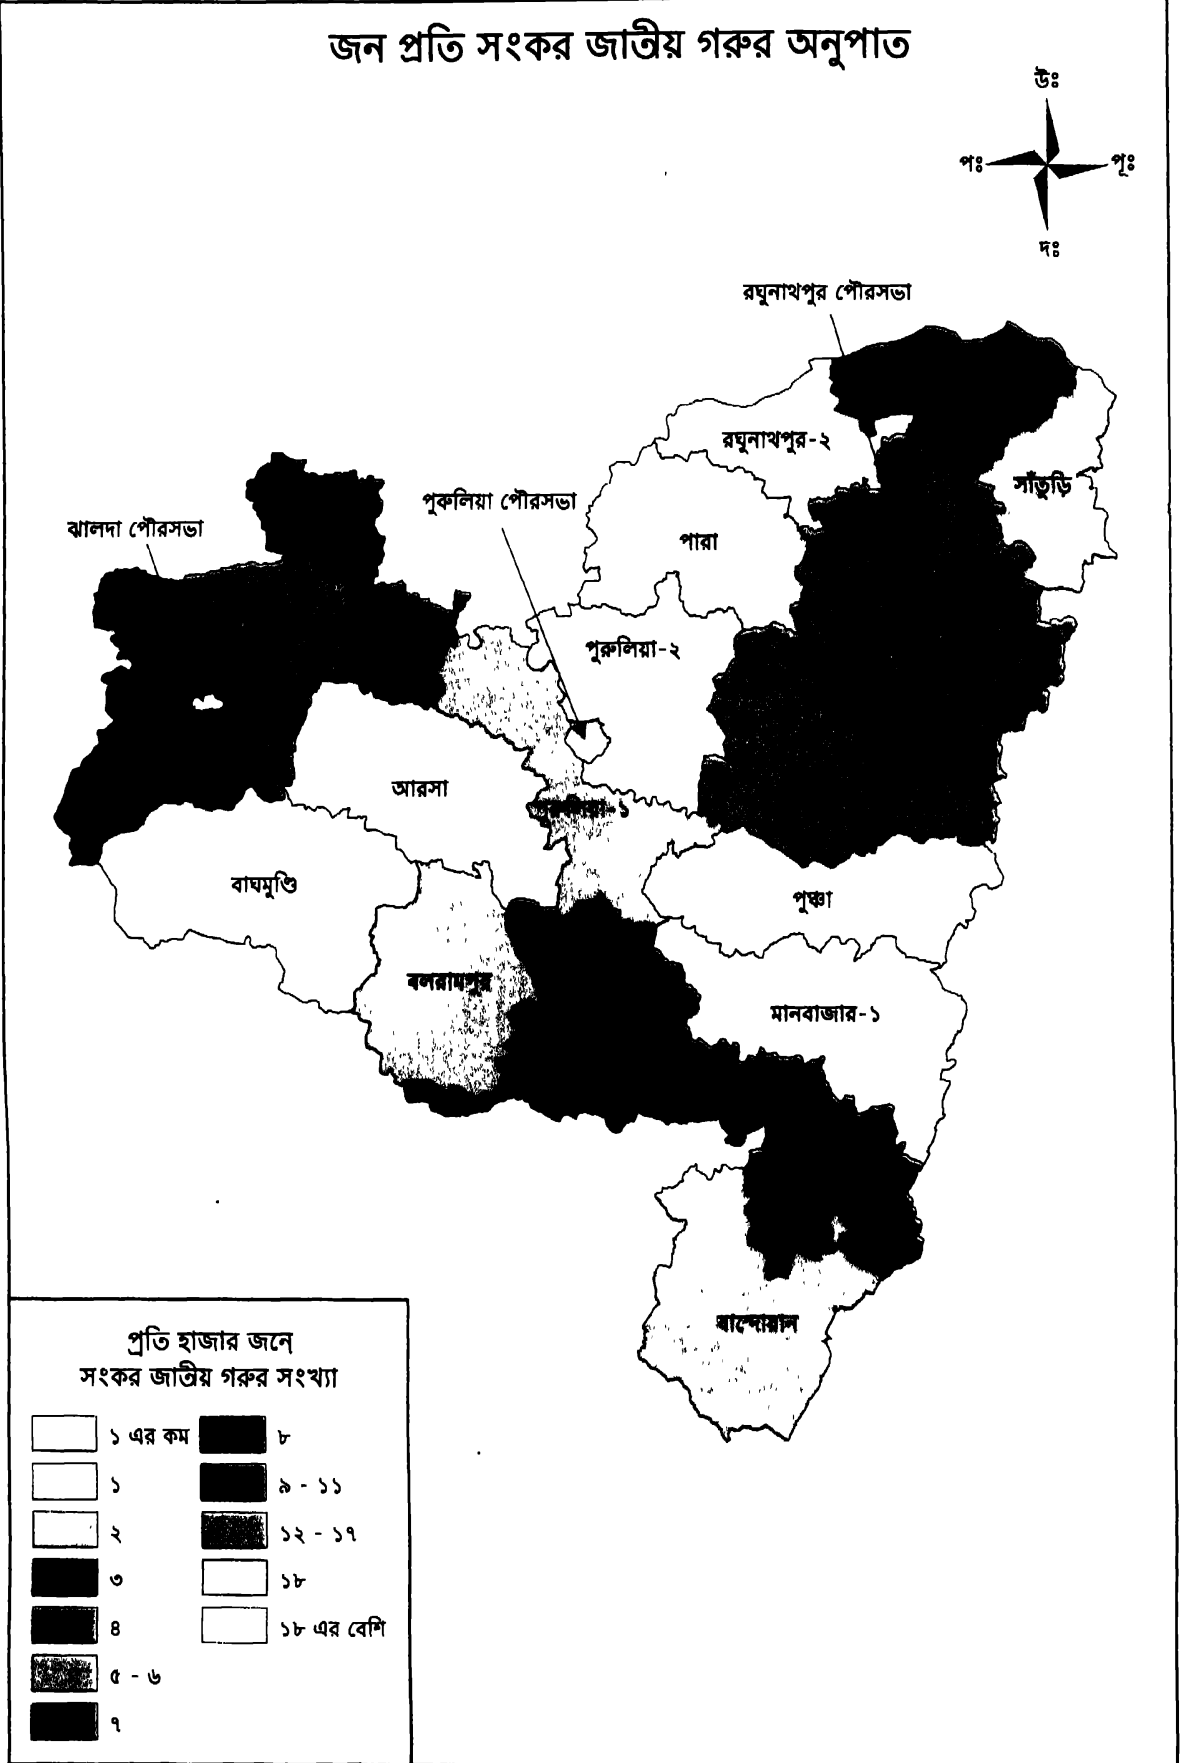 জন প্রতি সংকর জাতীয় গরুর অনুপাত
উঃ
পঃ
পূঃ
দঃ
রঘুনাথপুর পৌরসভা
রঘুনাথপুর-২
সাঁতুড়ি
পুরুলিয়া পৌরসভা
ঝালদা পৌরসভা
পারা
পুরুলিয়া-২
আরসা
বাঘমুণ্ডি
পুঞ্চা
বলরামপুর
মানবাজার-১
বান্দোয়ান
প্রতি হাজার জনে
সংকর জাতীয় গরুর সংখ্যা
১ এর কম
১
২
৩
৪
৫ - ৬
৭
৮
৯ - ১১
১২ - ১৭
১৮
১৮ এর বেশি